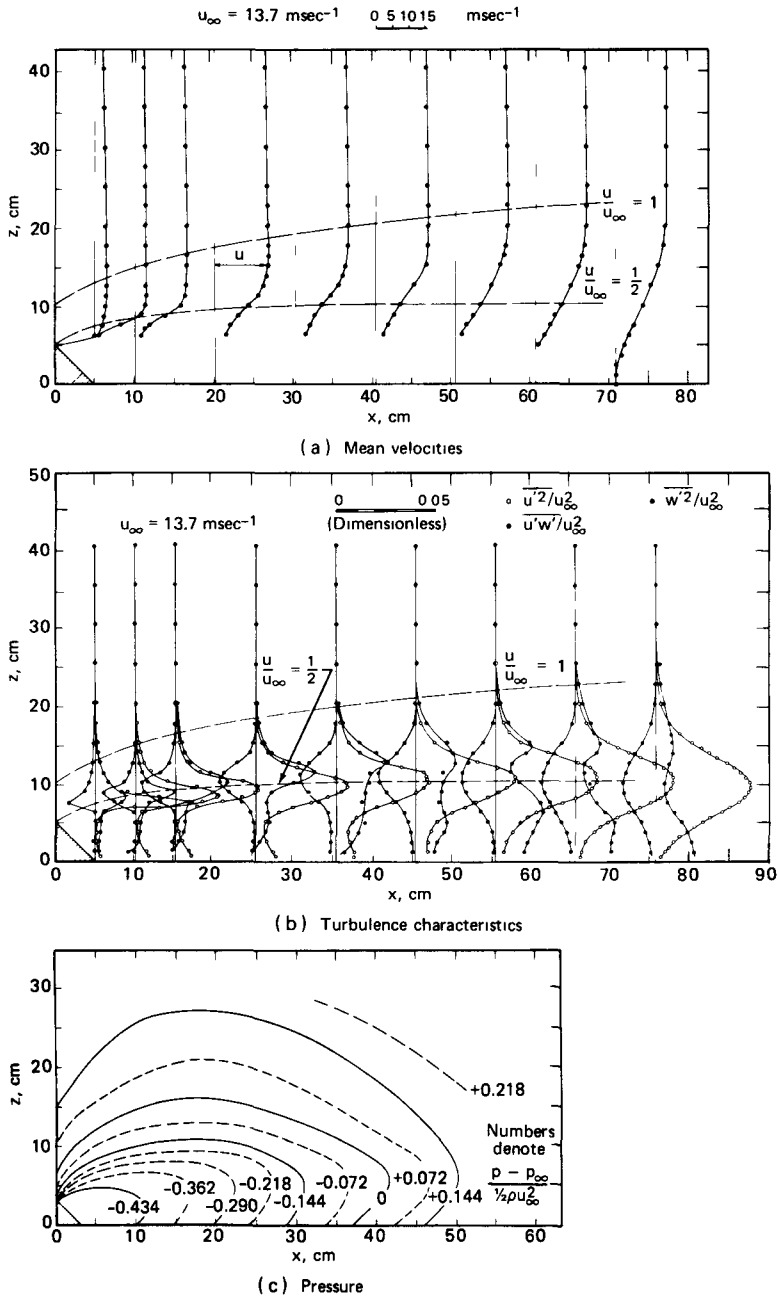 u∞ = 13.7 msec⁻¹ 0 5 10 15 msec⁻¹
40
30
20
10
0
z, cm
u/u∞ = 1
u
u/u∞ = 1/2
0 10 20 30 40 50 60 70 80
x, cm
(a) Mean velocities
50
40
30
20
10
0
z, cm
u∞ = 13.7 msec⁻¹
0 0 05
(Dimensionless)
u'²/u∞²
w'²/u∞²
u'w'/u∞²
u/u∞ = 1/2
u/u∞ = 1
0 10 20 30 40 50 60 70 80 90
x, cm
(b) Turbulence characteristics
30
20
10
0
z, cm
+0.218
Numbers
denote
p − p∞
½ρu∞²
-0.434
-0.362
-0.290
-0.218
-0.144
-0.072
0
+0.072
+0.144
0 10 20 30 40 50 60
x, cm
(c) Pressure